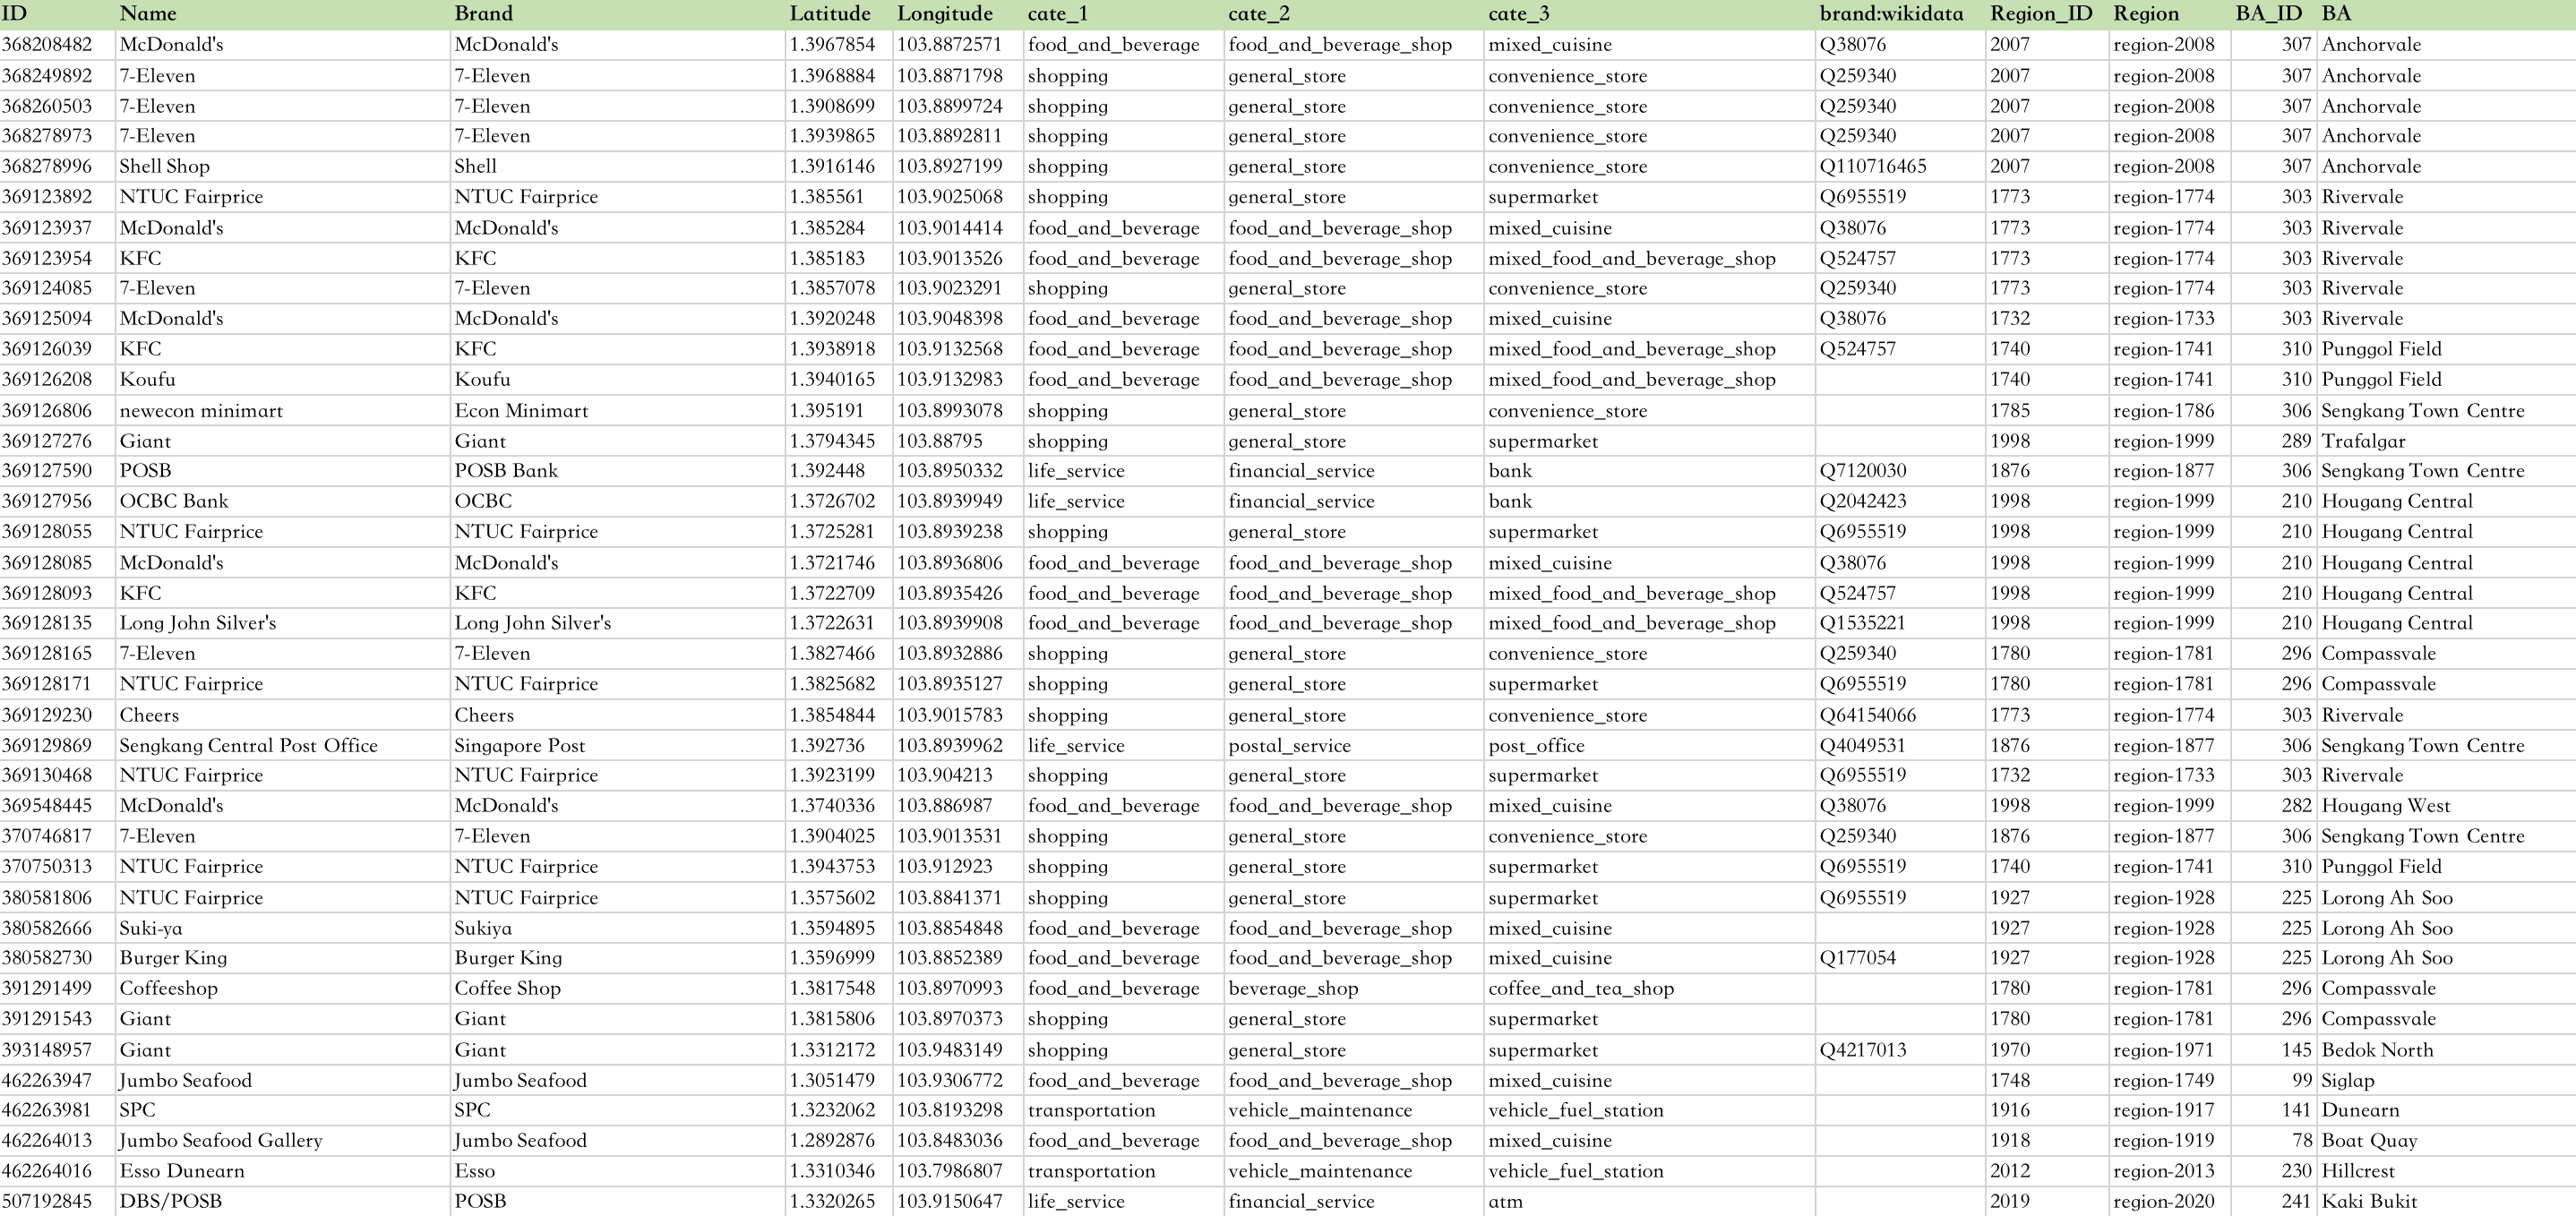 ID Name Brand Latitude Longitude cate_1 cate_2 cate_3 brand:wikidata Region_ID Region BA_ID BA
368208482 McDonald's McDonald's 1.3967854 103.8872571 food_and_beverage food_and_beverage_shop mixed_cuisine Q38076 2007 region-2008 307 Anchorvale
368249892 7-Eleven 7-Eleven 1.3968884 103.8871798 shopping general_store convenience_store Q259340 2007 region-2008 307 Anchorvale
368260503 7-Eleven 7-Eleven 1.3908699 103.8899724 shopping general_store convenience_store Q259340 2007 region-2008 307 Anchorvale
368278973 7-Eleven 7-Eleven 1.3939865 103.8892811 shopping general_store convenience_store Q259340 2007 region-2008 307 Anchorvale
368278996 Shell Shop Shell 1.3916146 103.8927199 shopping general_store convenience_store Q110716465 2007 region-2008 307 Anchorvale
369123892 NTUC Fairprice NTUC Fairprice 1.385561 103.9025068 shopping general_store supermarket Q6955519 1773 region-1774 303 Rivervale
369123937 McDonald's McDonald's 1.385284 103.9014414 food_and_beverage food_and_beverage_shop mixed_cuisine Q38076 1773 region-1774 303 Rivervale
369123954 KFC KFC 1.385183 103.9013526 food_and_beverage food_and_beverage_shop mixed_food_and_beverage_shop Q524757 1773 region-1774 303 Rivervale
369124085 7-Eleven 7-Eleven 1.3857078 103.9023291 shopping general_store convenience_store Q259340 1773 region-1774 303 Rivervale
369125094 McDonald's McDonald's 1.3920248 103.9048398 food_and_beverage food_and_beverage_shop mixed_cuisine Q38076 1732 region-1733 303 Rivervale
369126039 KFC KFC 1.3938918 103.9132568 food_and_beverage food_and_beverage_shop mixed_food_and_beverage_shop Q524757 1740 region-1741 310 Punggol Field
369126208 Koufu Koufu 1.3940165 103.9132983 food_and_beverage food_and_beverage_shop mixed_food_and_beverage_shop 1740 region-1741 310 Punggol Field
369126806 newecon minimart Econ Minimart 1.395191 103.8993078 shopping general_store convenience_store 1785 region-1786 306 Sengkang Town Centre
369127276 Giant Giant 1.3794345 103.88795 shopping general_store supermarket 1998 region-1999 289 Trafalgar
369127590 POSB POSB Bank 1.392448 103.8950332 life_service financial_service bank Q7120030 1876 region-1877 306 Sengkang Town Centre
369127956 OCBC Bank OCBC 1.3726702 103.8939949 life_service financial_service bank Q2042423 1998 region-1999 210 Hougang Central
369128055 NTUC Fairprice NTUC Fairprice 1.3725281 103.8939238 shopping general_store supermarket Q6955519 1998 region-1999 210 Hougang Central
369128085 McDonald's McDonald's 1.3721746 103.8936806 food_and_beverage food_and_beverage_shop mixed_cuisine Q38076 1998 region-1999 210 Hougang Central
369128093 KFC KFC 1.3722709 103.8935426 food_and_beverage food_and_beverage_shop mixed_food_and_beverage_shop Q524757 1998 region-1999 210 Hougang Central
369128135 Long John Silver's Long John Silver's 1.3722631 103.8939908 food_and_beverage food_and_beverage_shop mixed_food_and_beverage_shop Q1535221 1998 region-1999 210 Hougang Central
369128165 7-Eleven 7-Eleven 1.3827466 103.8932886 shopping general_store convenience_store Q259340 1780 region-1781 296 Compassvale
369128171 NTUC Fairprice NTUC Fairprice 1.3825682 103.8935127 shopping general_store supermarket Q6955519 1780 region-1781 296 Compassvale
369129230 Cheers Cheers 1.3854844 103.9015783 shopping general_store convenience_store Q64154066 1773 region-1774 303 Rivervale
369129869 Sengkang Central Post Office Singapore Post 1.392736 103.8939962 life_service postal_service post_office Q4049531 1876 region-1877 306 Sengkang Town Centre
369130468 NTUC Fairprice NTUC Fairprice 1.3923199 103.904213 shopping general_store supermarket Q6955519 1732 region-1733 303 Rivervale
369548445 McDonald's McDonald's 1.3740336 103.886987 food_and_beverage food_and_beverage_shop mixed_cuisine Q38076 1998 region-1999 282 Hougang West
370746817 7-Eleven 7-Eleven 1.3904025 103.9013531 shopping general_store convenience_store Q259340 1876 region-1877 306 Sengkang Town Centre
370750313 NTUC Fairprice NTUC Fairprice 1.3943753 103.912923 shopping general_store supermarket Q6955519 1740 region-1741 310 Punggol Field
380581806 NTUC Fairprice NTUC Fairprice 1.3575602 103.8841371 shopping general_store supermarket Q6955519 1927 region-1928 225 Lorong Ah Soo
380582666 Suki-ya Sukiya 1.3594895 103.8854848 food_and_beverage food_and_beverage_shop mixed_cuisine 1927 region-1928 225 Lorong Ah Soo
380582730 Burger King Burger King 1.3596999 103.8852389 food_and_beverage food_and_beverage_shop mixed_cuisine Q177054 1927 region-1928 225 Lorong Ah Soo
391291499 Coffeeshop Coffee Shop 1.3817548 103.8970993 food_and_beverage beverage_shop coffee_and_tea_shop 1780 region-1781 296 Compassvale
391291543 Giant Giant 1.3815806 103.8970373 shopping general_store supermarket 1780 region-1781 296 Compassvale
393148957 Giant Giant 1.3312172 103.9483149 shopping general_store supermarket Q4217013 1970 region-1971 145 Bedok North
462263947 Jumbo Seafood Jumbo Seafood 1.3051479 103.9306772 food_and_beverage food_and_beverage_shop mixed_cuisine 1748 region-1749 99 Siglap
462263981 SPC SPC 1.3232062 103.8193298 transportation vehicle_maintenance vehicle_fuel_station 1916 region-1917 141 Dunearn
462264013 Jumbo Seafood Gallery Jumbo Seafood 1.2892876 103.8483036 food_and_beverage food_and_beverage_shop mixed_cuisine 1918 region-1919 78 Boat Quay
462264016 Esso Dunearn Esso 1.3310346 103.7986807 transportation vehicle_maintenance vehicle_fuel_station 2012 region-2013 230 Hillcrest
507192845 DBS/POSB POSB 1.3320265 103.9150647 life_service financial_service atm 2019 region-2020 241 Kaki Bukit